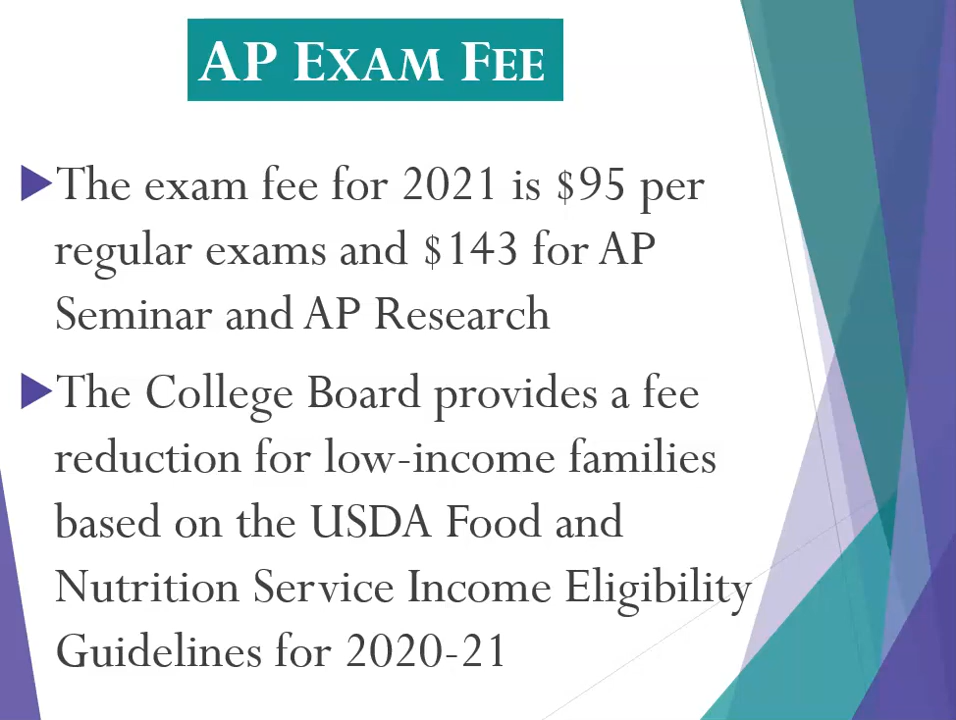 AP EXAM FEE
The exam fee for 2021 is $95 per
regular exams and $143 for AP
Seminar and AP Research
The College Board provides a fee
reduction for low-income families
based on the USDA Food and
Nutrition Service Income Eligibility
Guidelines for 2020-21